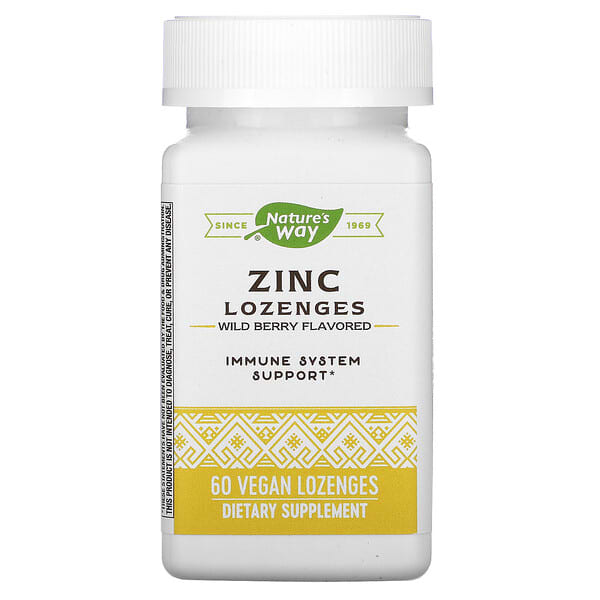 SINCE
Nature's
Way
®
1969
ZINC
LOZENGES
WILD BERRY FLAVORED
IMMUNE SYSTEM
SUPPORT*
60 VEGAN LOZENGES
DIETARY SUPPLEMENT
*THESE STATEMENTS HAVE NOT BEEN EVALUATED BY THE FOOD & DRUG ADMINISTRATION.
THIS PRODUCT IS NOT INTENDED TO DIAGNOSE, TREAT, CURE, OR PREVENT ANY DISEASE.